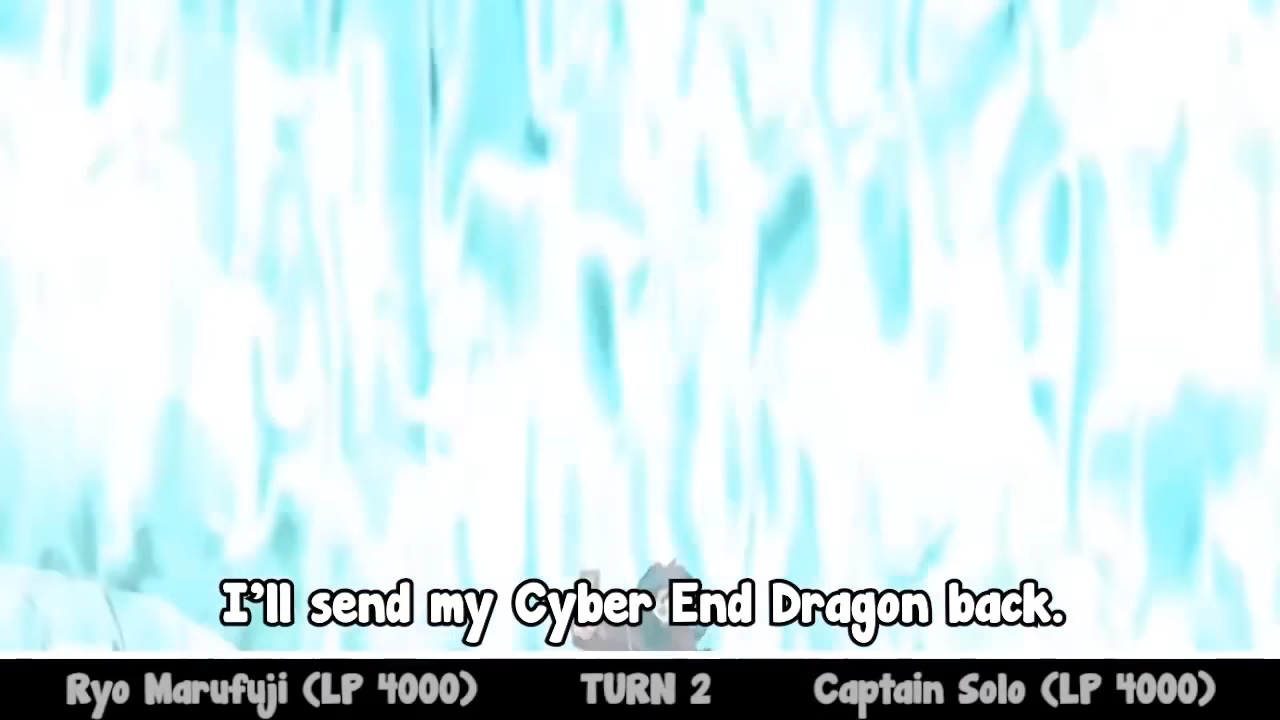 I'll send my Cyber End Dragon back.
Ryo Marufuji (LP 4000) TURN 2 Captain Solo (LP 4000)